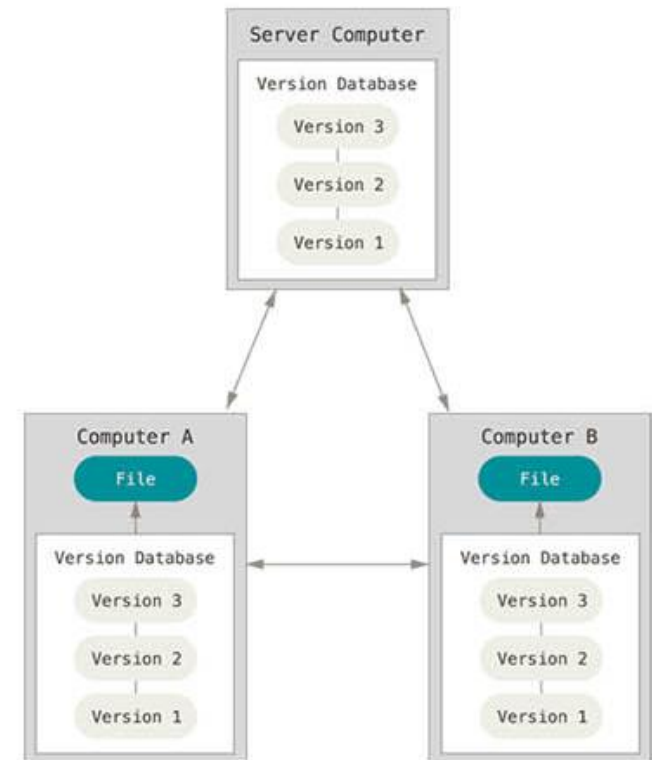 Server Computer
Version Database
Version 3
Version 2
Version 1
Computer A
File
Version Database
Version 3
Version 2
Version 1
Computer B
File
Version Database
Version 3
Version 2
Version 1